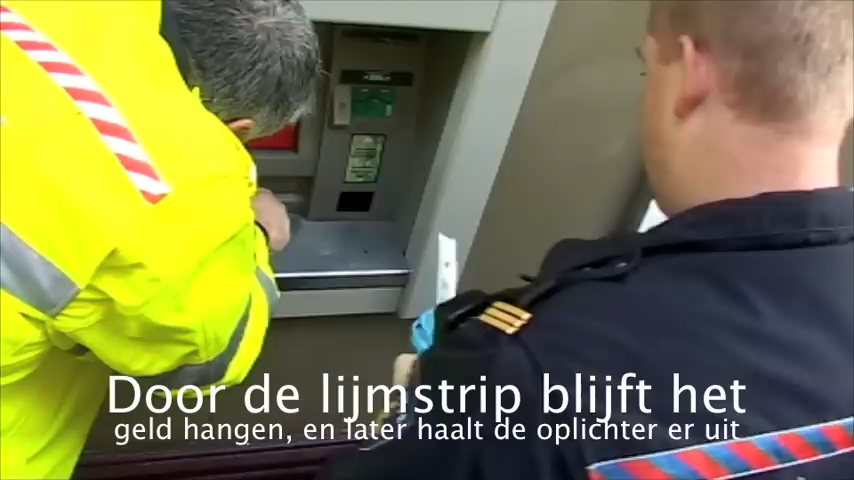 Door de lijmstrip blijft het
geld hangen, en later haalt de oplichter er uit